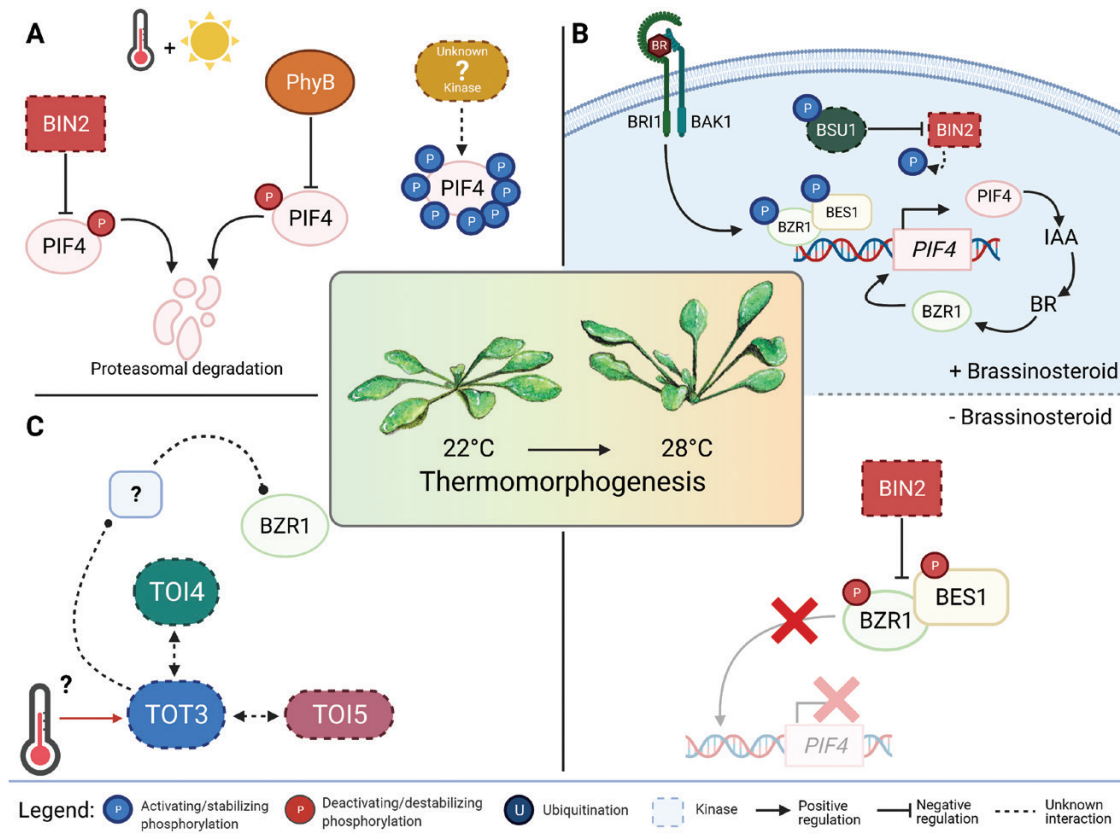 A
+
BIN2
PhyB
Unknown
?
Kinase
P
PIF4
P
PIF4
P
P
P
P
P
P
P
PIF4
Proteasomal degradation
B
BR
BRI1
BAK1
P
BSU1
BIN2
P
P
P
BZR1
BES1
PIF4
PIF4
IAA
BR
BZR1
+ Brassinosteroid
- Brassinosteroid
22°C
28°C
Thermomorphogenesis
C
?
BZR1
TOI4
?
TOT3
TOI5
BIN2
P
P
BZR1
BES1
PIF4
Legend:
P
Activating/stabilizing
phosphorylation
P
Deactivating/destabilizing
phosphorylation
U
Ubiquitination
Kinase
Positive
regulation
Negative
regulation
Unknown
interaction